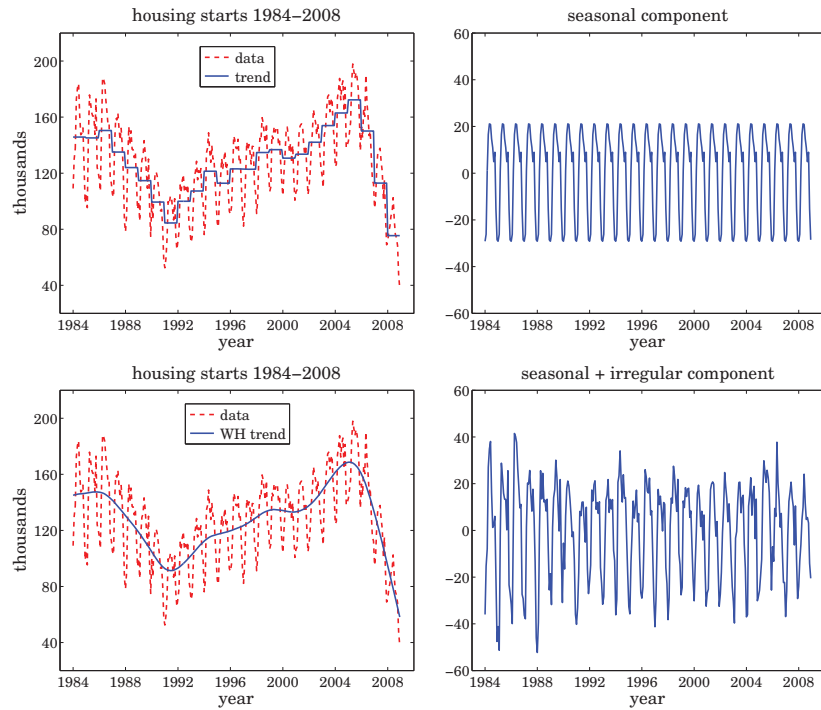 housing starts 1984–2008
data
trend
200
160
120
80
40
thousands
1984 1988 1992 1996 2000 2004 2008
year
seasonal component
60
40
20
0
−20
−40
−60
1984 1988 1992 1996 2000 2004 2008
year
housing starts 1984–2008
data
WH trend
200
160
120
80
40
thousands
1984 1988 1992 1996 2000 2004 2008
year
seasonal + irregular component
60
40
20
0
−20
−40
−60
1984 1988 1992 1996 2000 2004 2008
year